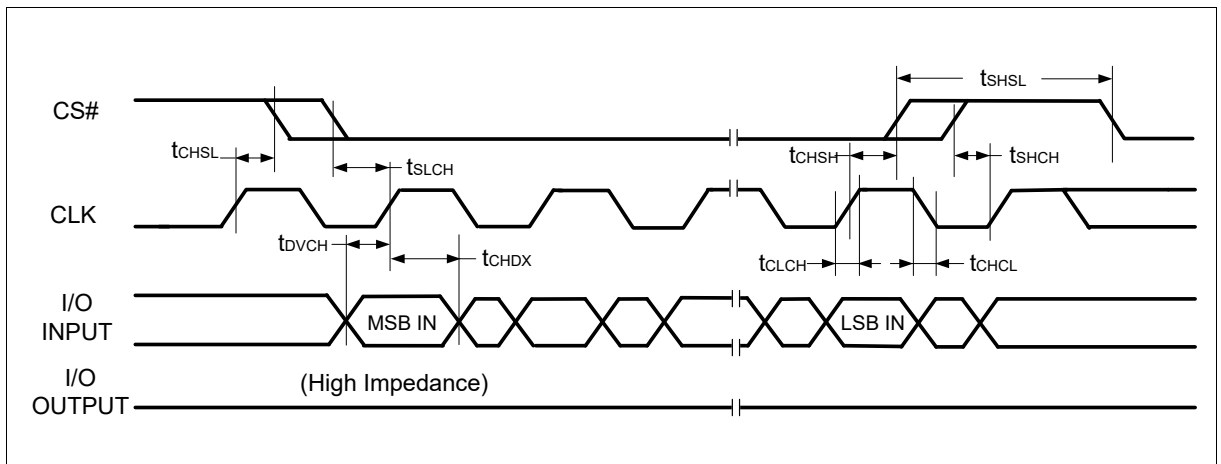 tSHSL
CS#
tCHSL
tSLCH
tCHSH
tSHCH
CLK
tDVCH
tCHDX
tCLCH
tCHCL
I/O
INPUT
MSB IN
LSB IN
I/O
OUTPUT
(High Impedance)